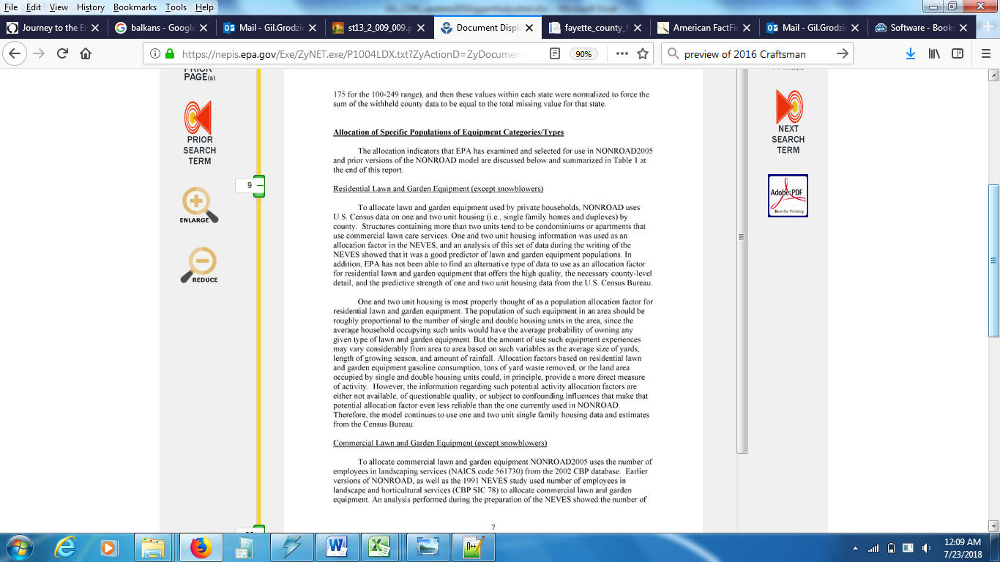 File Edit View History Bookmarks Tools Help
Journey to the E
balkans - Google
Mail - Gil.Grodzin
st13_2_009_009.p
Document Displa
fayette_county_f
American FactFin
Mail - Gil.Grodzin
Software - Books
https://nepis.epa.gov/Exe/ZyNET.exe/P1004LDX.txt?ZyActionD=ZyDocumen
90%
preview of 2016 Craftsman
PRIOR
PAGE(s)
PRIOR
SEARCH
TERM
9
ENLARGE
REDUCE
175 for the 100-249 range), and then these values within each state were normalized to force the
sum of the withheld county data to be equal to the total missing value for that state.
Allocation of Specific Populations of Equipment Categories/Types
The allocation indicators that EPA has examined and selected for use in NONROAD2005
and prior versions of the NONROAD model are discussed below and summarized in Table 1 at
the end of this report.
Residential Lawn and Garden Equipment (except snowblowers)
To allocate lawn and garden equipment used by private households, NONROAD uses
U.S. Census data on one and two unit housing (i.e., single family homes and duplexes) by
county. Structures containing more than two units tend to be condominiums or apartments that
use commercial lawn care services. One and two unit housing information was used as an
allocation factor in the NEVES, and an analysis of this set of data during the writing of the
NEVES showed that it was a good predictor of lawn and garden equipment populations. In
addition, EPA has not been able to find an alternative type of data to use as an allocation factor
for residential lawn and garden equipment that offers the high quality, the necessary county-level
detail, and the predictive strength of one and two unit housing data from the U.S. Census Bureau.
One and two unit housing is most properly thought of as a population allocation factor for
residential lawn and garden equipment. The population of such equipment in an area should be
roughly proportional to the number of single and double housing units in the area, since the
average household occupying such units would have the average probability of owning any
given type of lawn and garden equipment. But the amount of use such equipment experiences
may vary considerably from area to area based on such variables as the average size of yards,
length of growing season, and amount of rainfall. Allocation factors based on residential lawn
and garden equipment gasoline consumption, tons of yard waste removed, or the land area
occupied by single and double housing units could, in principle, provide a more direct measure
of activity. However, the information regarding such potential activity allocation factors are
either not available, of questionable quality, or subject to confounding influences that make that
potential allocation factor even less reliable than the one currently used in NONROAD.
Therefore, the model continues to use one and two unit single family housing data and estimates
from the Census Bureau.
Commercial Lawn and Garden Equipment (except snowblowers)
To allocate commercial lawn and garden equipment NONROAD2005 uses the number of
employees in landscaping services (NAICS code 561730) from the 2002 CBP database. Earlier
versions of NONROAD, as well as the 1991 NEVES study used number of employees in
landscape and horticultural services (CBP SIC 78) to allocate commercial lawn and garden
equipment. An analysis performed during the preparation of the NEVES showed the number of
7
NEXT
SEARCH
TERM
Adobe PDF
Best for Printing
12:09 AM
7/23/2018